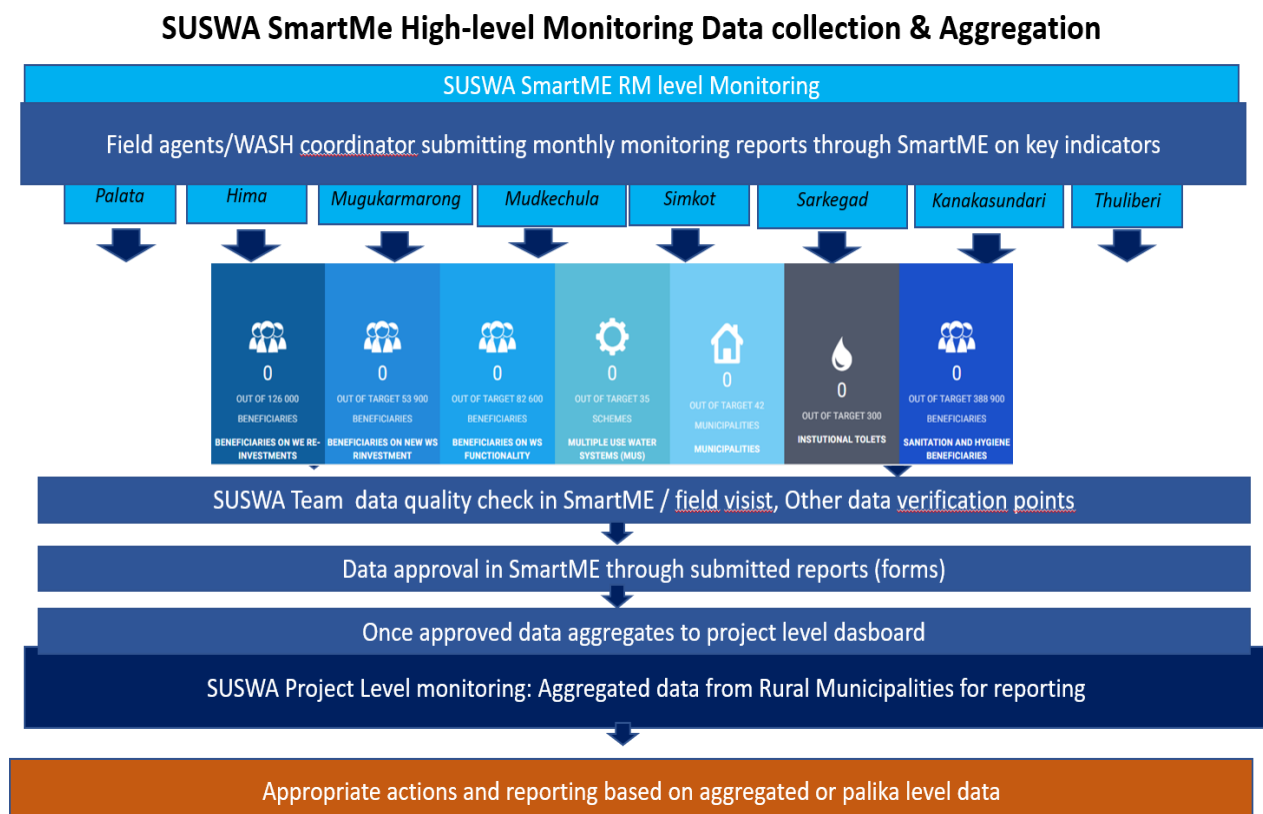 SUSWA SmartMe High-level Monitoring Data collection & Aggregation
SUSWA SmartME RM level Monitoring
Field agents/WASH coordinator submitting monthly monitoring reports through SmartME on key indicators
Palata
Hima
Mugukarmarong
Mudkechula
Simkot
Sarkegad
Kanakasundari
Thuliberi
0
OUT OF 126 000
BENEFICIARIES
BENEFICIARIES ON WE RE-
INVESTMENTS
0
OUT OF TARGET 53 900
BENEFICIARIES
BENEFICIARIES ON NEW WS
RINVESTMENT
0
OUT OF TARGET 82 600
BENEFICIARIES
BENEFICIARIES ON WS
FUNCTIONALITY
0
OUT OF TARGET 35
SCHEMES
MULTIPLE USE WATER
SYSTEMS (MUS)
0
OUT OF TARGET 42
MUNICIPALITIES
MUNICIPALITIES
0
OUT OF TARGET 300
INSTUTIONAL TOLETS
0
OUT OF TARGET 388 900
BENEFICIARIES
SANITATION AND HYGIENE
BENEFICIARIES
SUSWA Team data quality check in SmartME / field visist, Other data verification points
Data approval in SmartME through submitted reports (forms)
Once approved data aggregates to project level dasboard
SUSWA Project Level monitoring: Aggregated data from Rural Municipalities for reporting
Appropriate actions and reporting based on aggregated or palika level data